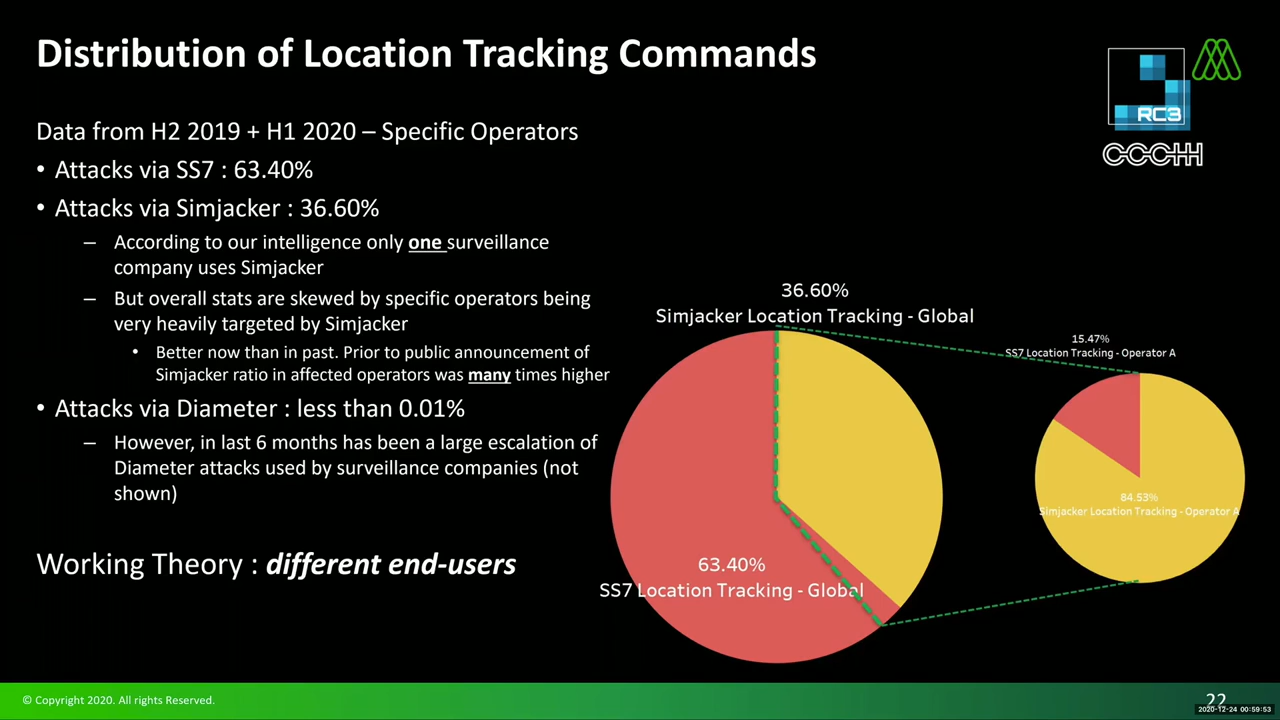 Distribution of Location Tracking Commands
RC3
CCCHH
Data from H2 2019 + H1 2020 – Specific Operators
• Attacks via SS7 : 63.40%
• Attacks via Simjacker : 36.60%
– According to our intelligence only one surveillance
company uses Simjacker
– But overall stats are skewed by specific operators being
very heavily targeted by Simjacker
• Better now than in past. Prior to public announcement of
Simjacker ratio in affected operators was many times higher
• Attacks via Diameter : less than 0.01%
– However, in last 6 months has been a large escalation of
Diameter attacks used by surveillance companies (not
shown)
Working Theory : different end-users
36.60%
Simjacker Location Tracking - Global
63.40%
SS7 Location Tracking - Global
15.47%
SS7 Location Tracking - Operator A
84.53%
Simjacker Location Tracking - Operator A
© Copyright 2020. All rights Reserved.
22
2020-12-24 00:59:53